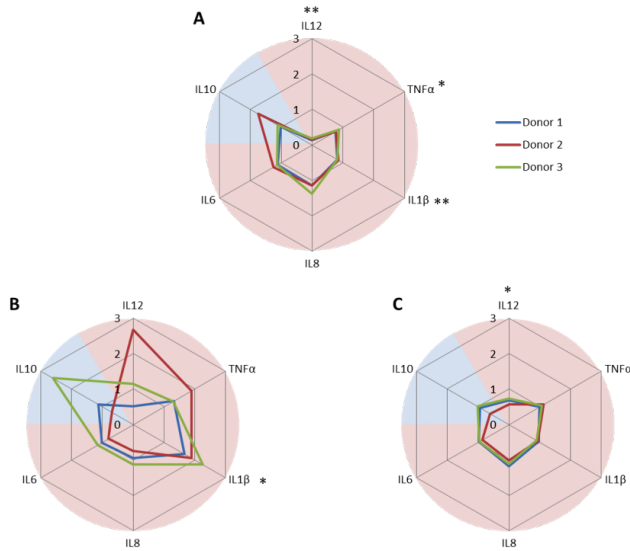 A
**
IL12
3
2
1
0
IL10
TNFα *
IL6
IL1β **
IL8
Donor 1
Donor 2
Donor 3
B
IL12
3
2
1
0
IL10
TNFα
IL6
IL1β *
IL8
C
*
IL12
3
2
1
0
IL10
TNFα
IL6
IL1β
IL8